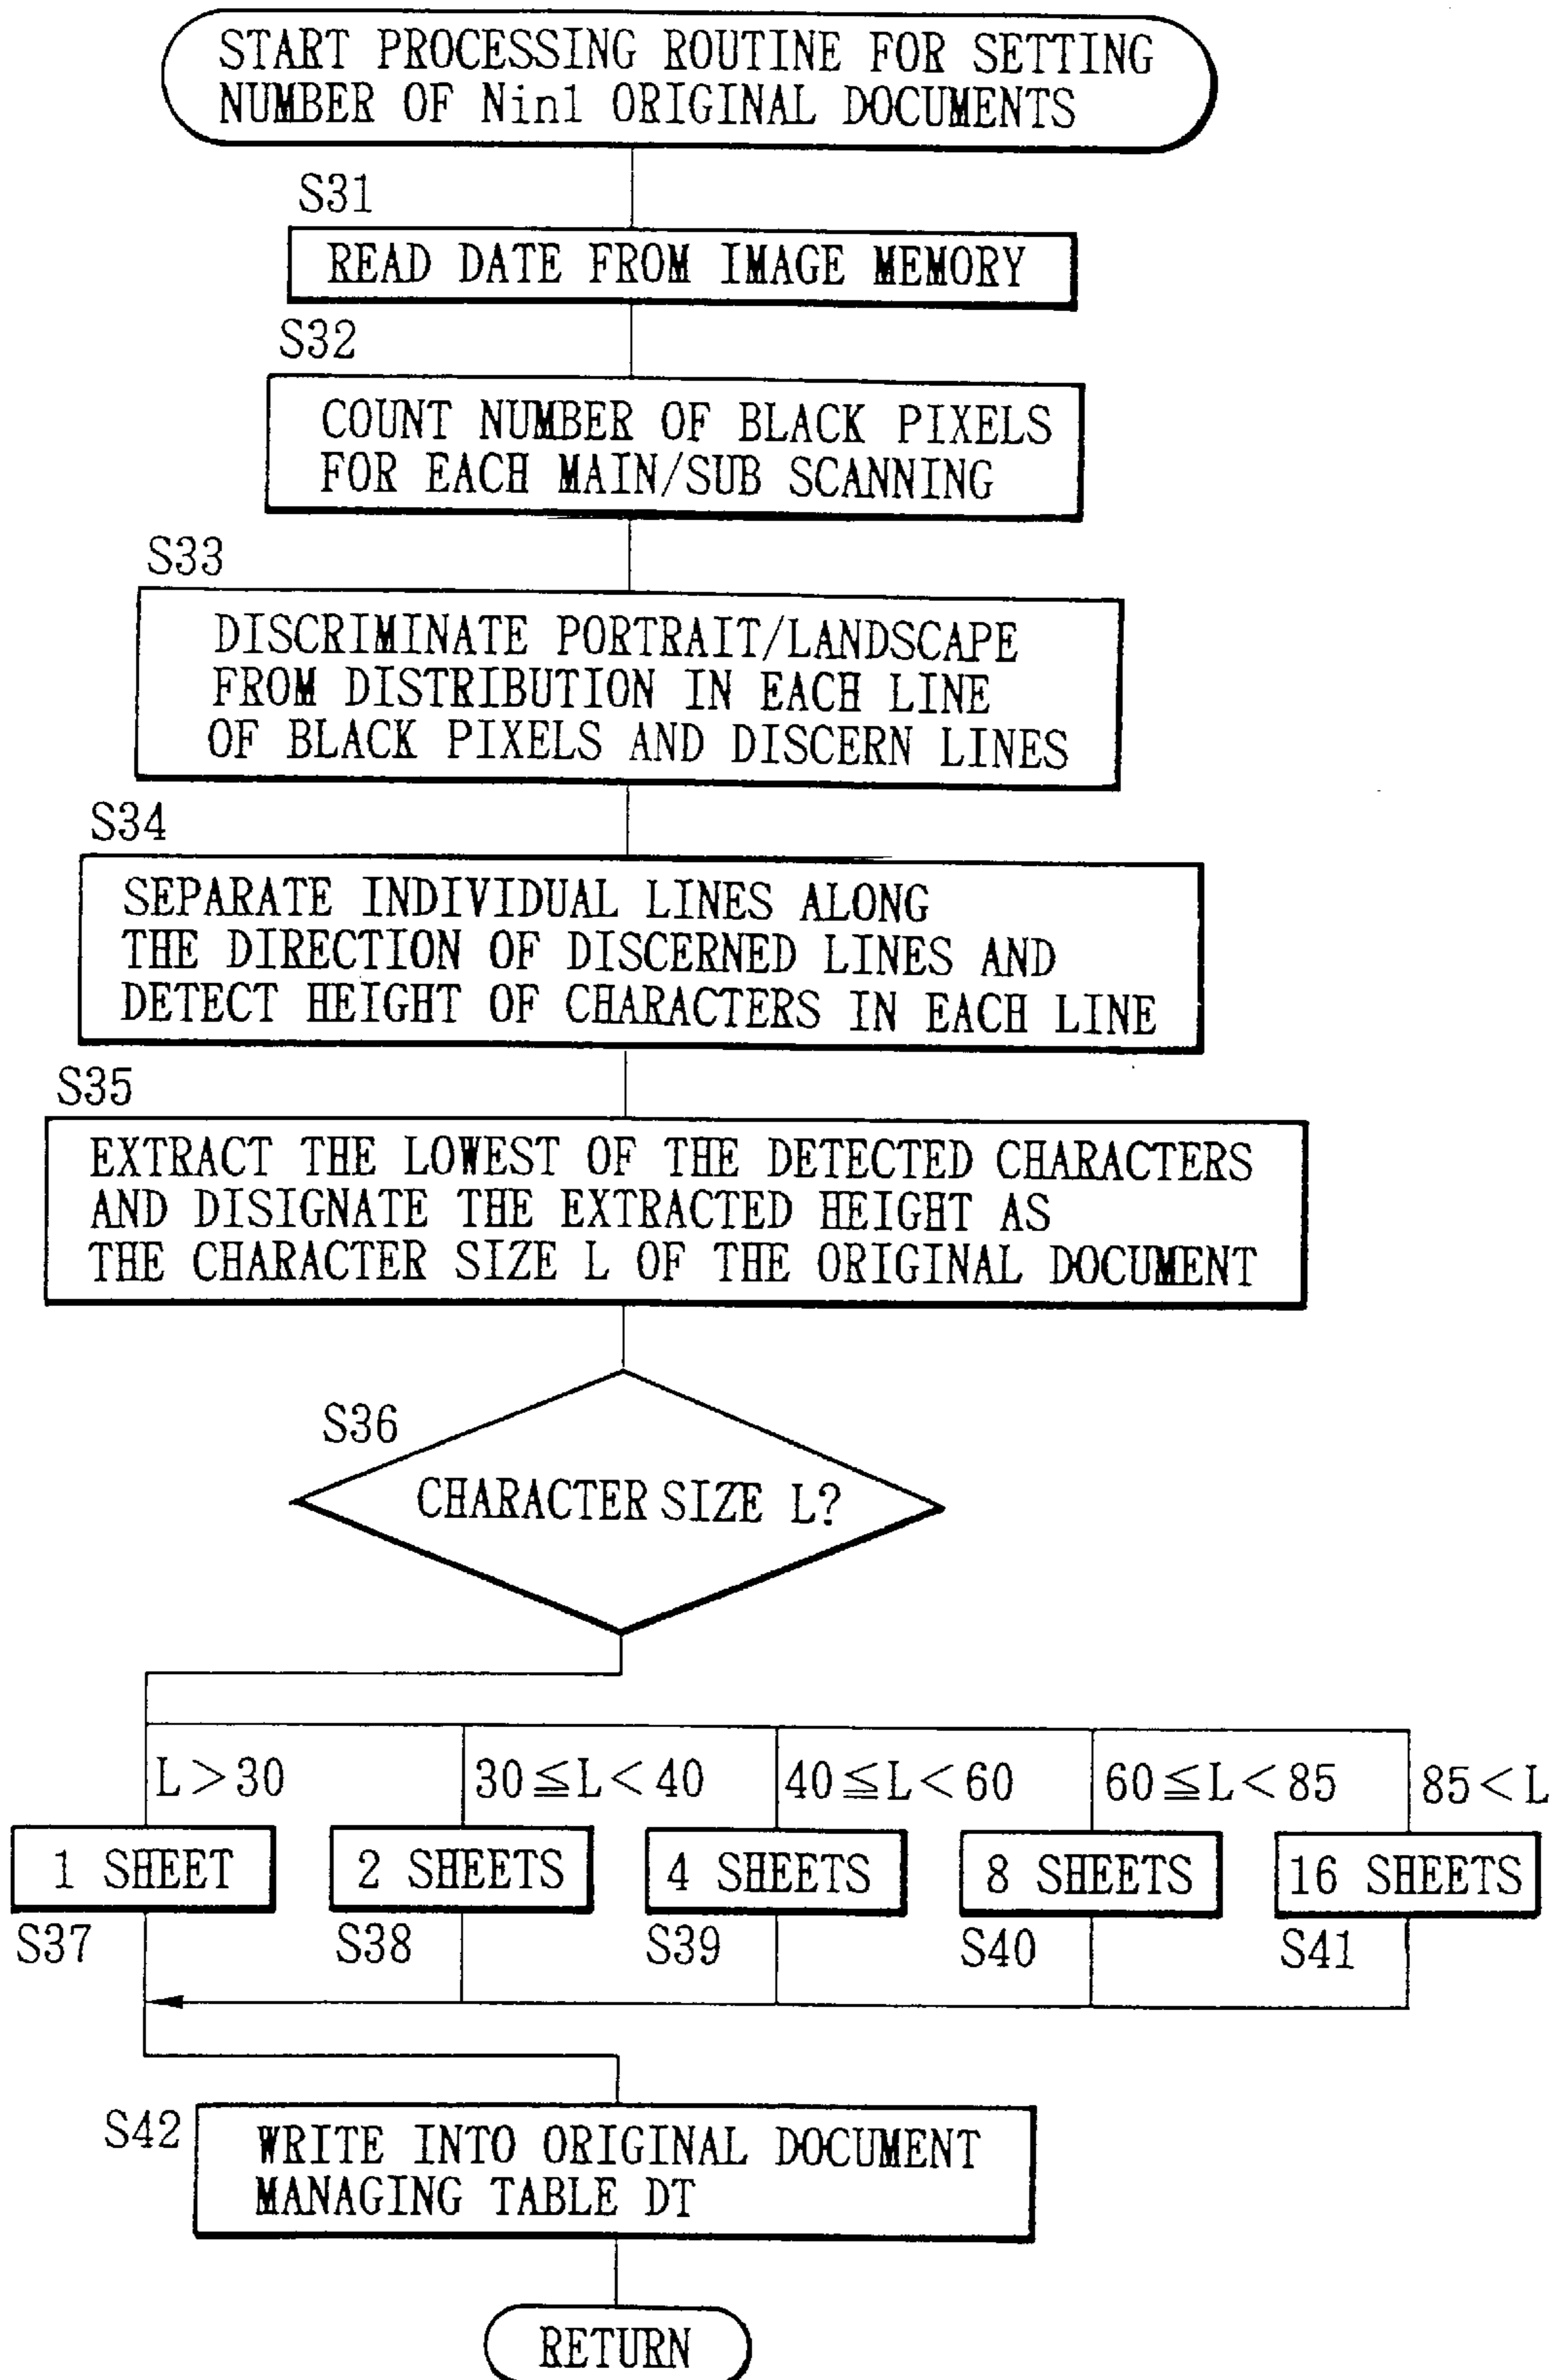 START PROCESSING ROUTINE FOR SETTING
NUMBER OF Nin1 ORIGINAL DOCUMENTS
S31
READ DATE FROM IMAGE MEMORY
S32
COUNT NUMBER OF BLACK PIXELS
FOR EACH MAIN/SUB SCANNING
S33
DISCRIMINATE PORTRAIT/LANDSCAPE
FROM DISTRIBUTION IN EACH LINE
OF BLACK PIXELS AND DISCERN LINES
S34
SEPARATE INDIVIDUAL LINES ALONG
THE DIRECTION OF DISCERNED LINES AND
DETECT HEIGHT OF CHARACTERS IN EACH LINE
S35
EXTRACT THE LOWEST OF THE DETECTED CHARACTERS
AND DISIGNATE THE EXTRACTED HEIGHT AS
THE CHARACTER SIZE L OF THE ORIGINAL DOCUMENT
S36
CHARACTER SIZE L?
L>30
30≦L<40
40≦L<60
60≦L<85
85<L
1 SHEET
2 SHEETS
4 SHEETS
8 SHEETS
16 SHEETS
S37
S38
S39
S40
S41
S42
WRITE INTO ORIGINAL DOCUMENT
MANAGING TABLE DT
RETURN